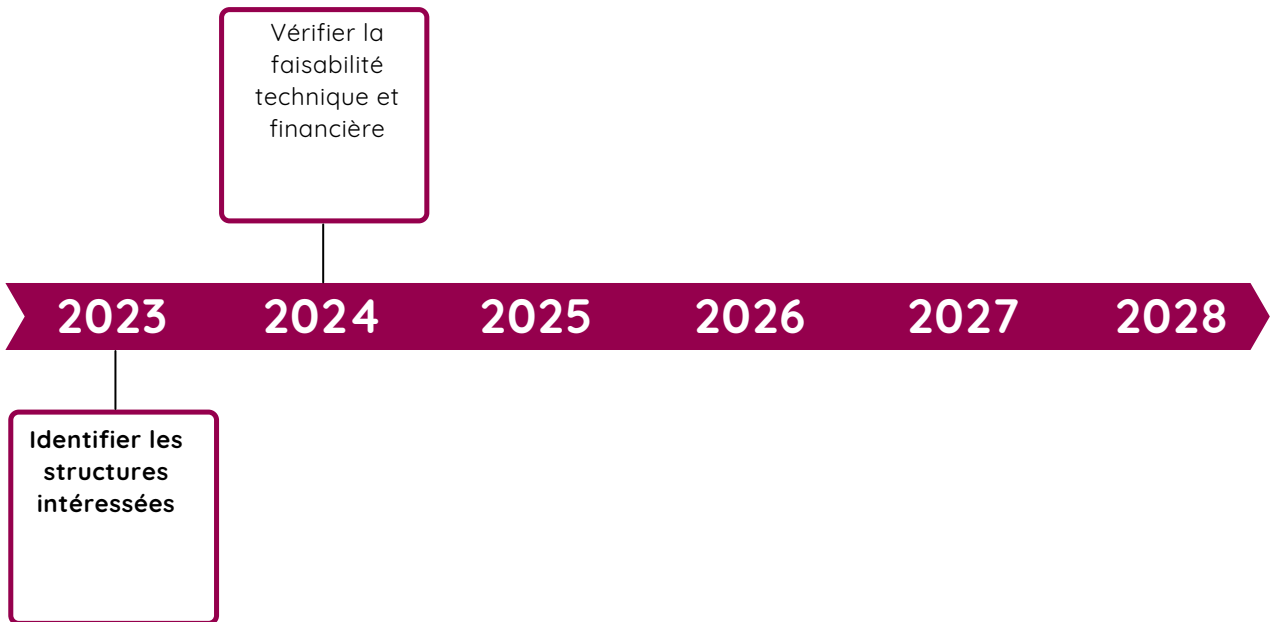 Vérifier la
faisabilité
technique et
financière
2023 2024 2025 2026 2027 2028
Identifier les
structures
intéressées